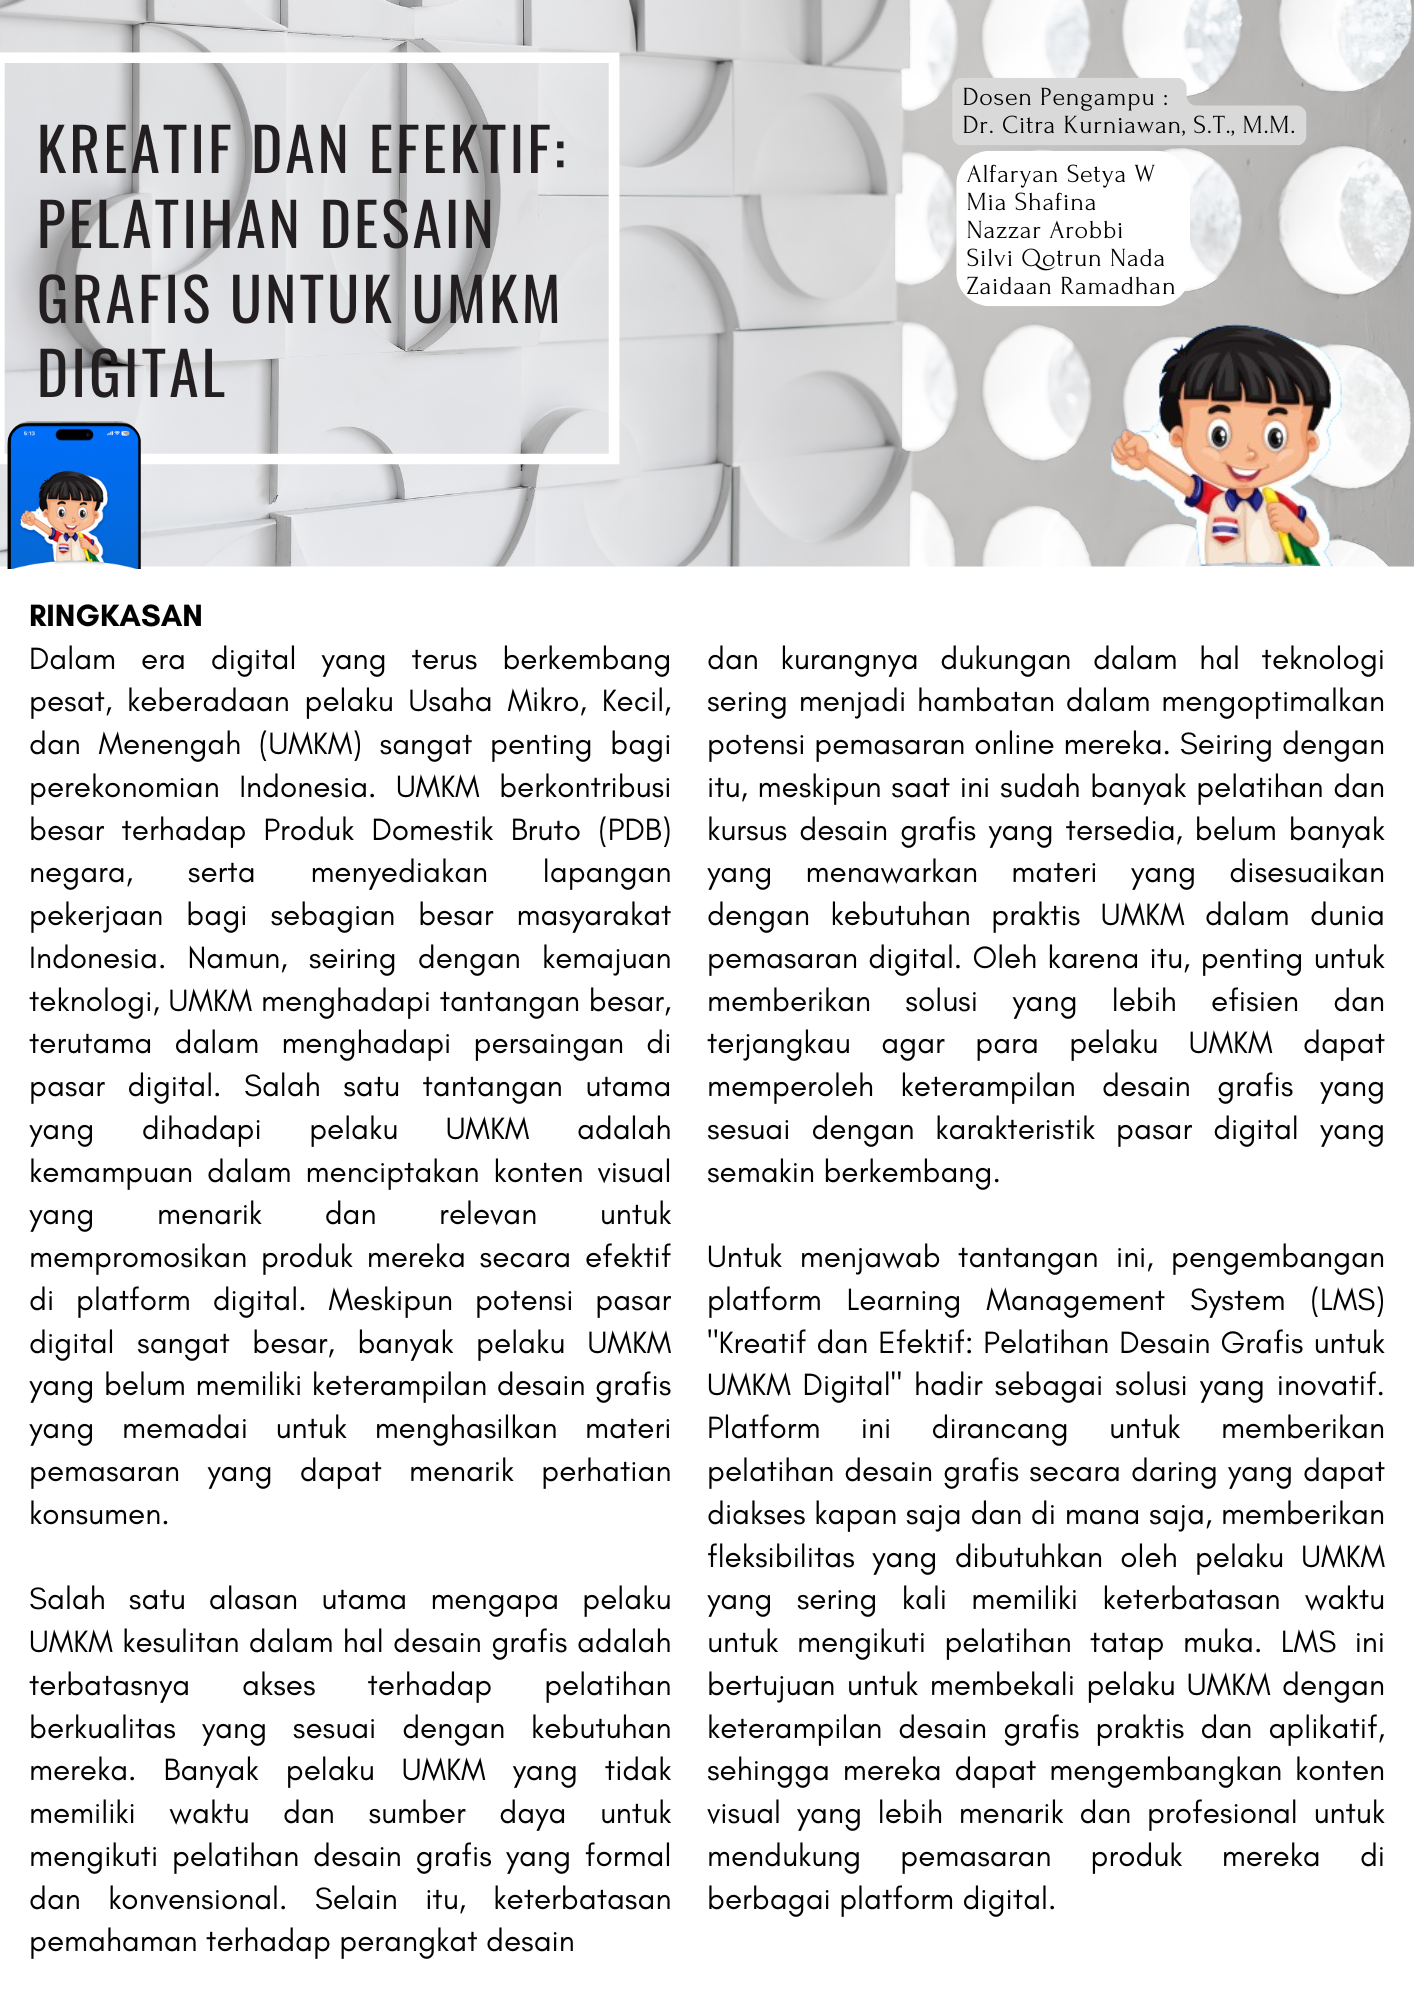 KREATIF DAN EFEKTIF:
PELATIHAN DESAIN
GRAFIS UNTUK UMKM
DIGITAL
Dosen Pengampu :
Dr. Citra Kurniawan, S.T., M.M.
Alfaryan Setya W
Mia Shafina
Nazzar Arobbi
Silvi Qotrun Nada
Zaidaan Ramadhan
RINGKASAN
Dalam era digital yang terus berkembang
pesat, keberadaan pelaku Usaha Mikro, Kecil,
dan Menengah (UMKM) sangat penting bagi
perekonomian Indonesia. UMKM berkontribusi
besar terhadap Produk Domestik Bruto (PDB)
negara, serta menyediakan lapangan
pekerjaan bagi sebagian besar masyarakat
Indonesia. Namun, seiring dengan kemajuan
teknologi, UMKM menghadapi tantangan besar,
terutama dalam menghadapi persaingan di
pasar digital. Salah satu tantangan utama
yang dihadapi pelaku UMKM adalah
kemampuan dalam menciptakan konten visual
yang menarik dan relevan untuk
mempromosikan produk mereka secara efektif
di platform digital. Meskipun potensi pasar
digital sangat besar, banyak pelaku UMKM
yang belum memiliki keterampilan desain grafis
yang memadai untuk menghasilkan materi
pemasaran yang dapat menarik perhatian
konsumen.
Salah satu alasan utama mengapa pelaku
UMKM kesulitan dalam hal desain grafis adalah
terbatasnya akses terhadap pelatihan
berkualitas yang sesuai dengan kebutuhan
mereka. Banyak pelaku UMKM yang tidak
memiliki waktu dan sumber daya untuk
mengikuti pelatihan desain grafis yang formal
dan konvensional. Selain itu, keterbatasan
pemahaman terhadap perangkat desain
dan kurangnya dukungan dalam hal teknologi
sering menjadi hambatan dalam mengoptimalkan
potensi pemasaran online mereka. Seiring dengan
itu, meskipun saat ini sudah banyak pelatihan dan
kursus desain grafis yang tersedia, belum banyak
yang menawarkan materi yang disesuaikan
dengan kebutuhan praktis UMKM dalam dunia
pemasaran digital. Oleh karena itu, penting untuk
memberikan solusi yang lebih efisien dan
terjangkau agar para pelaku UMKM dapat
memperoleh keterampilan desain grafis yang
sesuai dengan karakteristik pasar digital yang
semakin berkembang.
Untuk menjawab tantangan ini, pengembangan
platform Learning Management System (LMS)
"Kreatif dan Efektif: Pelatihan Desain Grafis untuk
UMKM Digital" hadir sebagai solusi yang inovatif.
Platform ini dirancang untuk memberikan
pelatihan desain grafis secara daring yang dapat
diakses kapan saja dan di mana saja, memberikan
fleksibilitas yang dibutuhkan oleh pelaku UMKM
yang sering kali memiliki keterbatasan waktu
untuk mengikuti pelatihan tatap muka. LMS ini
bertujuan untuk membekali pelaku UMKM dengan
keterampilan desain grafis praktis dan aplikatif,
sehingga mereka dapat mengembangkan konten
visual yang lebih menarik dan profesional untuk
mendukung pemasaran produk mereka di
berbagai platform digital.